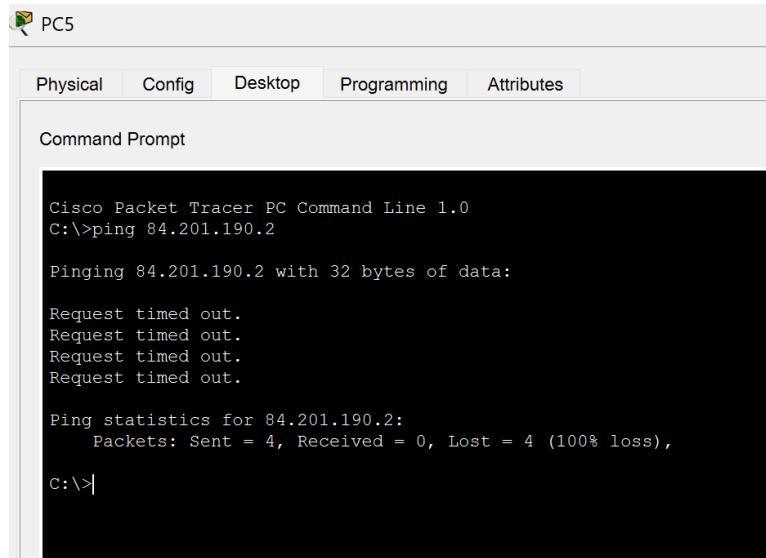 PC5
Physical Config Desktop Programming Attributes
Command Prompt
Cisco Packet Tracer PC Command Line 1.0
C:\>ping 84.201.190.2
Pinging 84.201.190.2 with 32 bytes of data:
Request timed out.
Request timed out.
Request timed out.
Request timed out.
Ping statistics for 84.201.190.2:
Packets: Sent = 4, Received = 0, Lost = 4 (100% loss),
C:\>